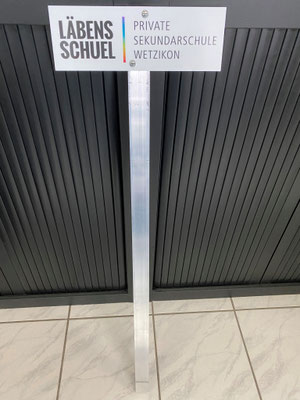 LÄBENS
SCHUEL
PRIVATE
SEKUNDARSCHULE
WETZIKON